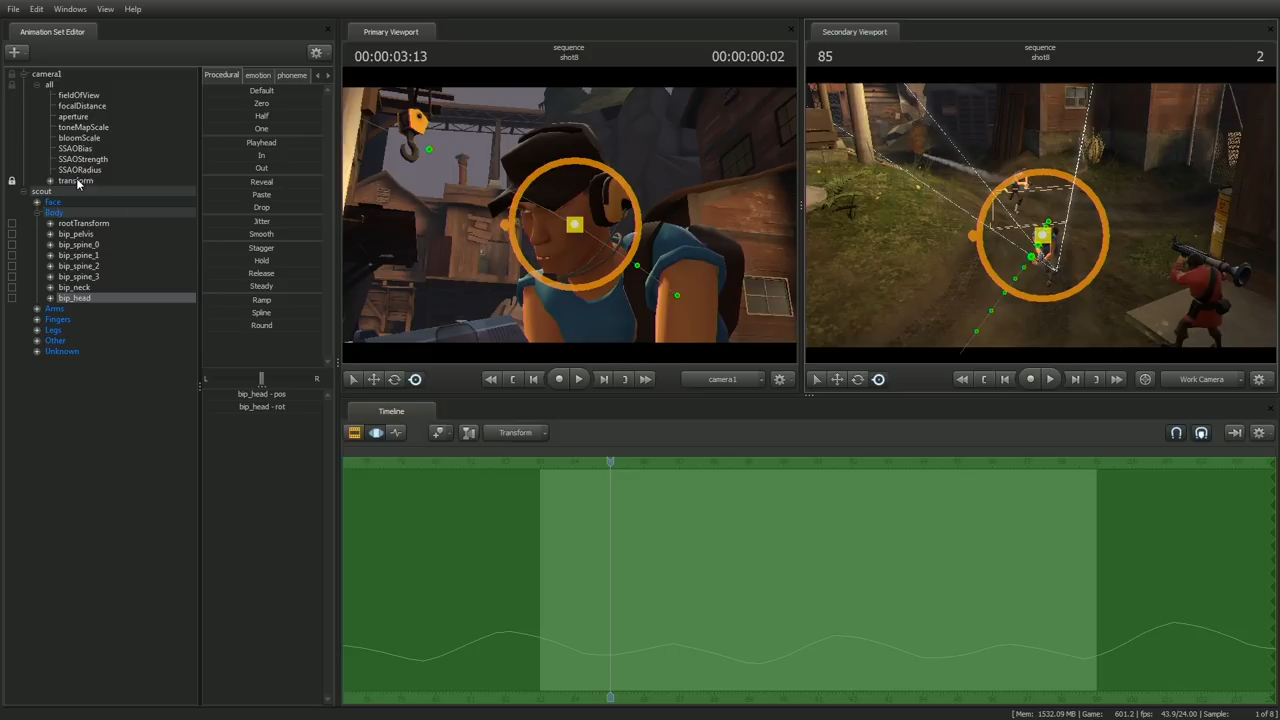 File Edit Windows View Help
Animation Set Editor
Primary Viewport
Secondary Viewport
camera1
all
fieldOfView
focalDistance
aperture
toneMapScale
bloomScale
SSAOBias
SSAOStrength
SSAORadius
transform
scout
Face
Body
rootTransform
bip_pelvis
bip_spine_0
bip_spine_1
bip_spine_2
bip_spine_3
bip_neck
bip_head
Arms
Fingers
Legs
Other
Unknown
Procedural emotion phoneme
Default
Zero
Half
One
Playhead
In
Out
Reveal
Paste
Drop
Jitter
Smooth
Stagger
Hold
Release
Steady
Ramp
Spline
Round
L R
bip_head - pos
bip_head - rot
00:00:03:13
sequence
shot8
00:00:00:02
camera1
85
sequence
shot8
2
Work Camera
Timeline
Transform
[ Mem: 1532.09 MB | Game: 601.2 | fps: 43.9/24.00 | Sample: 1 of 8 ]